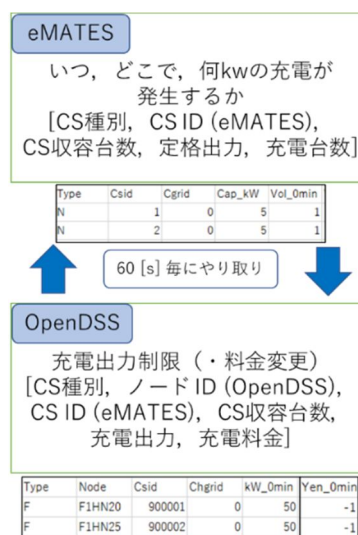 eMATES
いつ，どこで，何kwの充電が
発生するか
[CS種別，CS ID (eMATES),
CS収容台数，定格出力，充電台数]
Type Csid Cgrid Cap_kW Vol_0min
N 1 0 5 1
N 2 0 5 1
60 [s] 毎にやり取り
OpenDSS
充電出力制限（・料金変更）
[CS種別，ノード ID (OpenDSS),
CS ID (eMATES)，CS収容台数，
充電出力，充電料金]
Type Node Csid Chgrid kW_0min Yen_0min
F F1HN20 900001 0 50 -1
F F1HN25 900002 0 50 -1